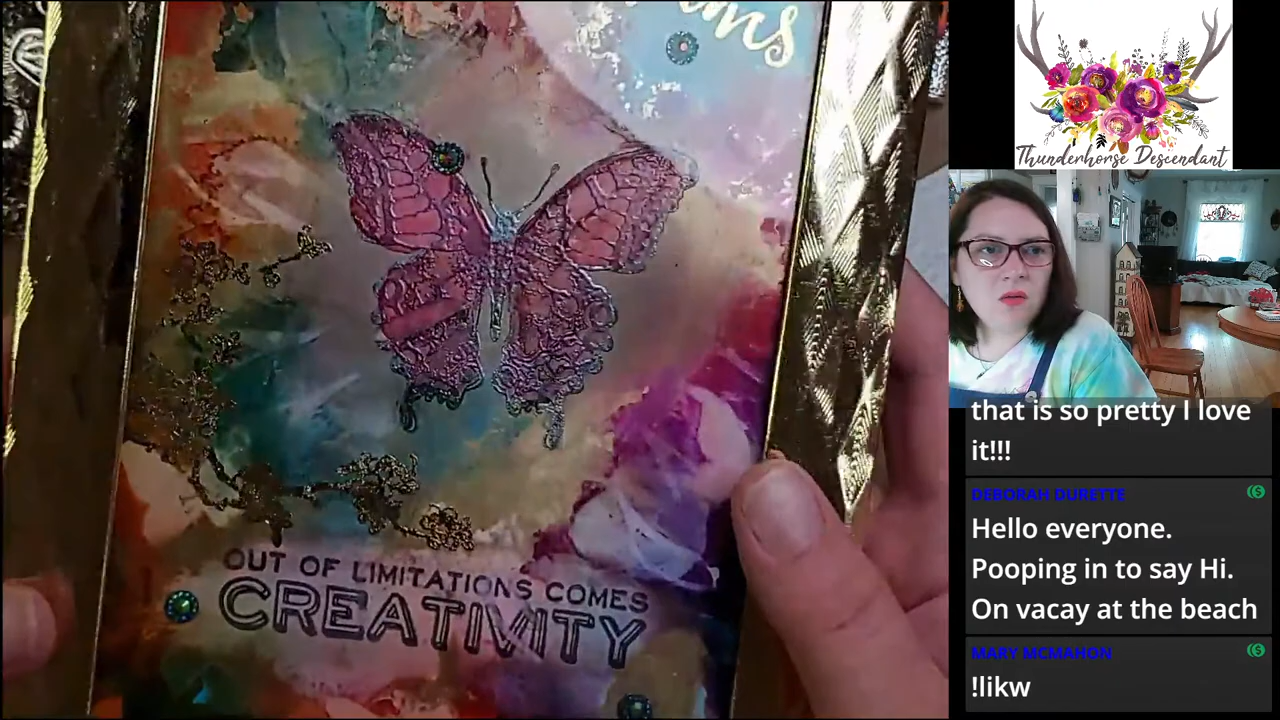 OUT OF LIMITATIONS COMES
CREATIVITY
Thunderhorse Descendant
that is so pretty I love
it!!!
DEBORAH DURETTE
Hello everyone.
Pooping in to say Hi.
On vacay at the beach
MARY MCMAHON
!likw